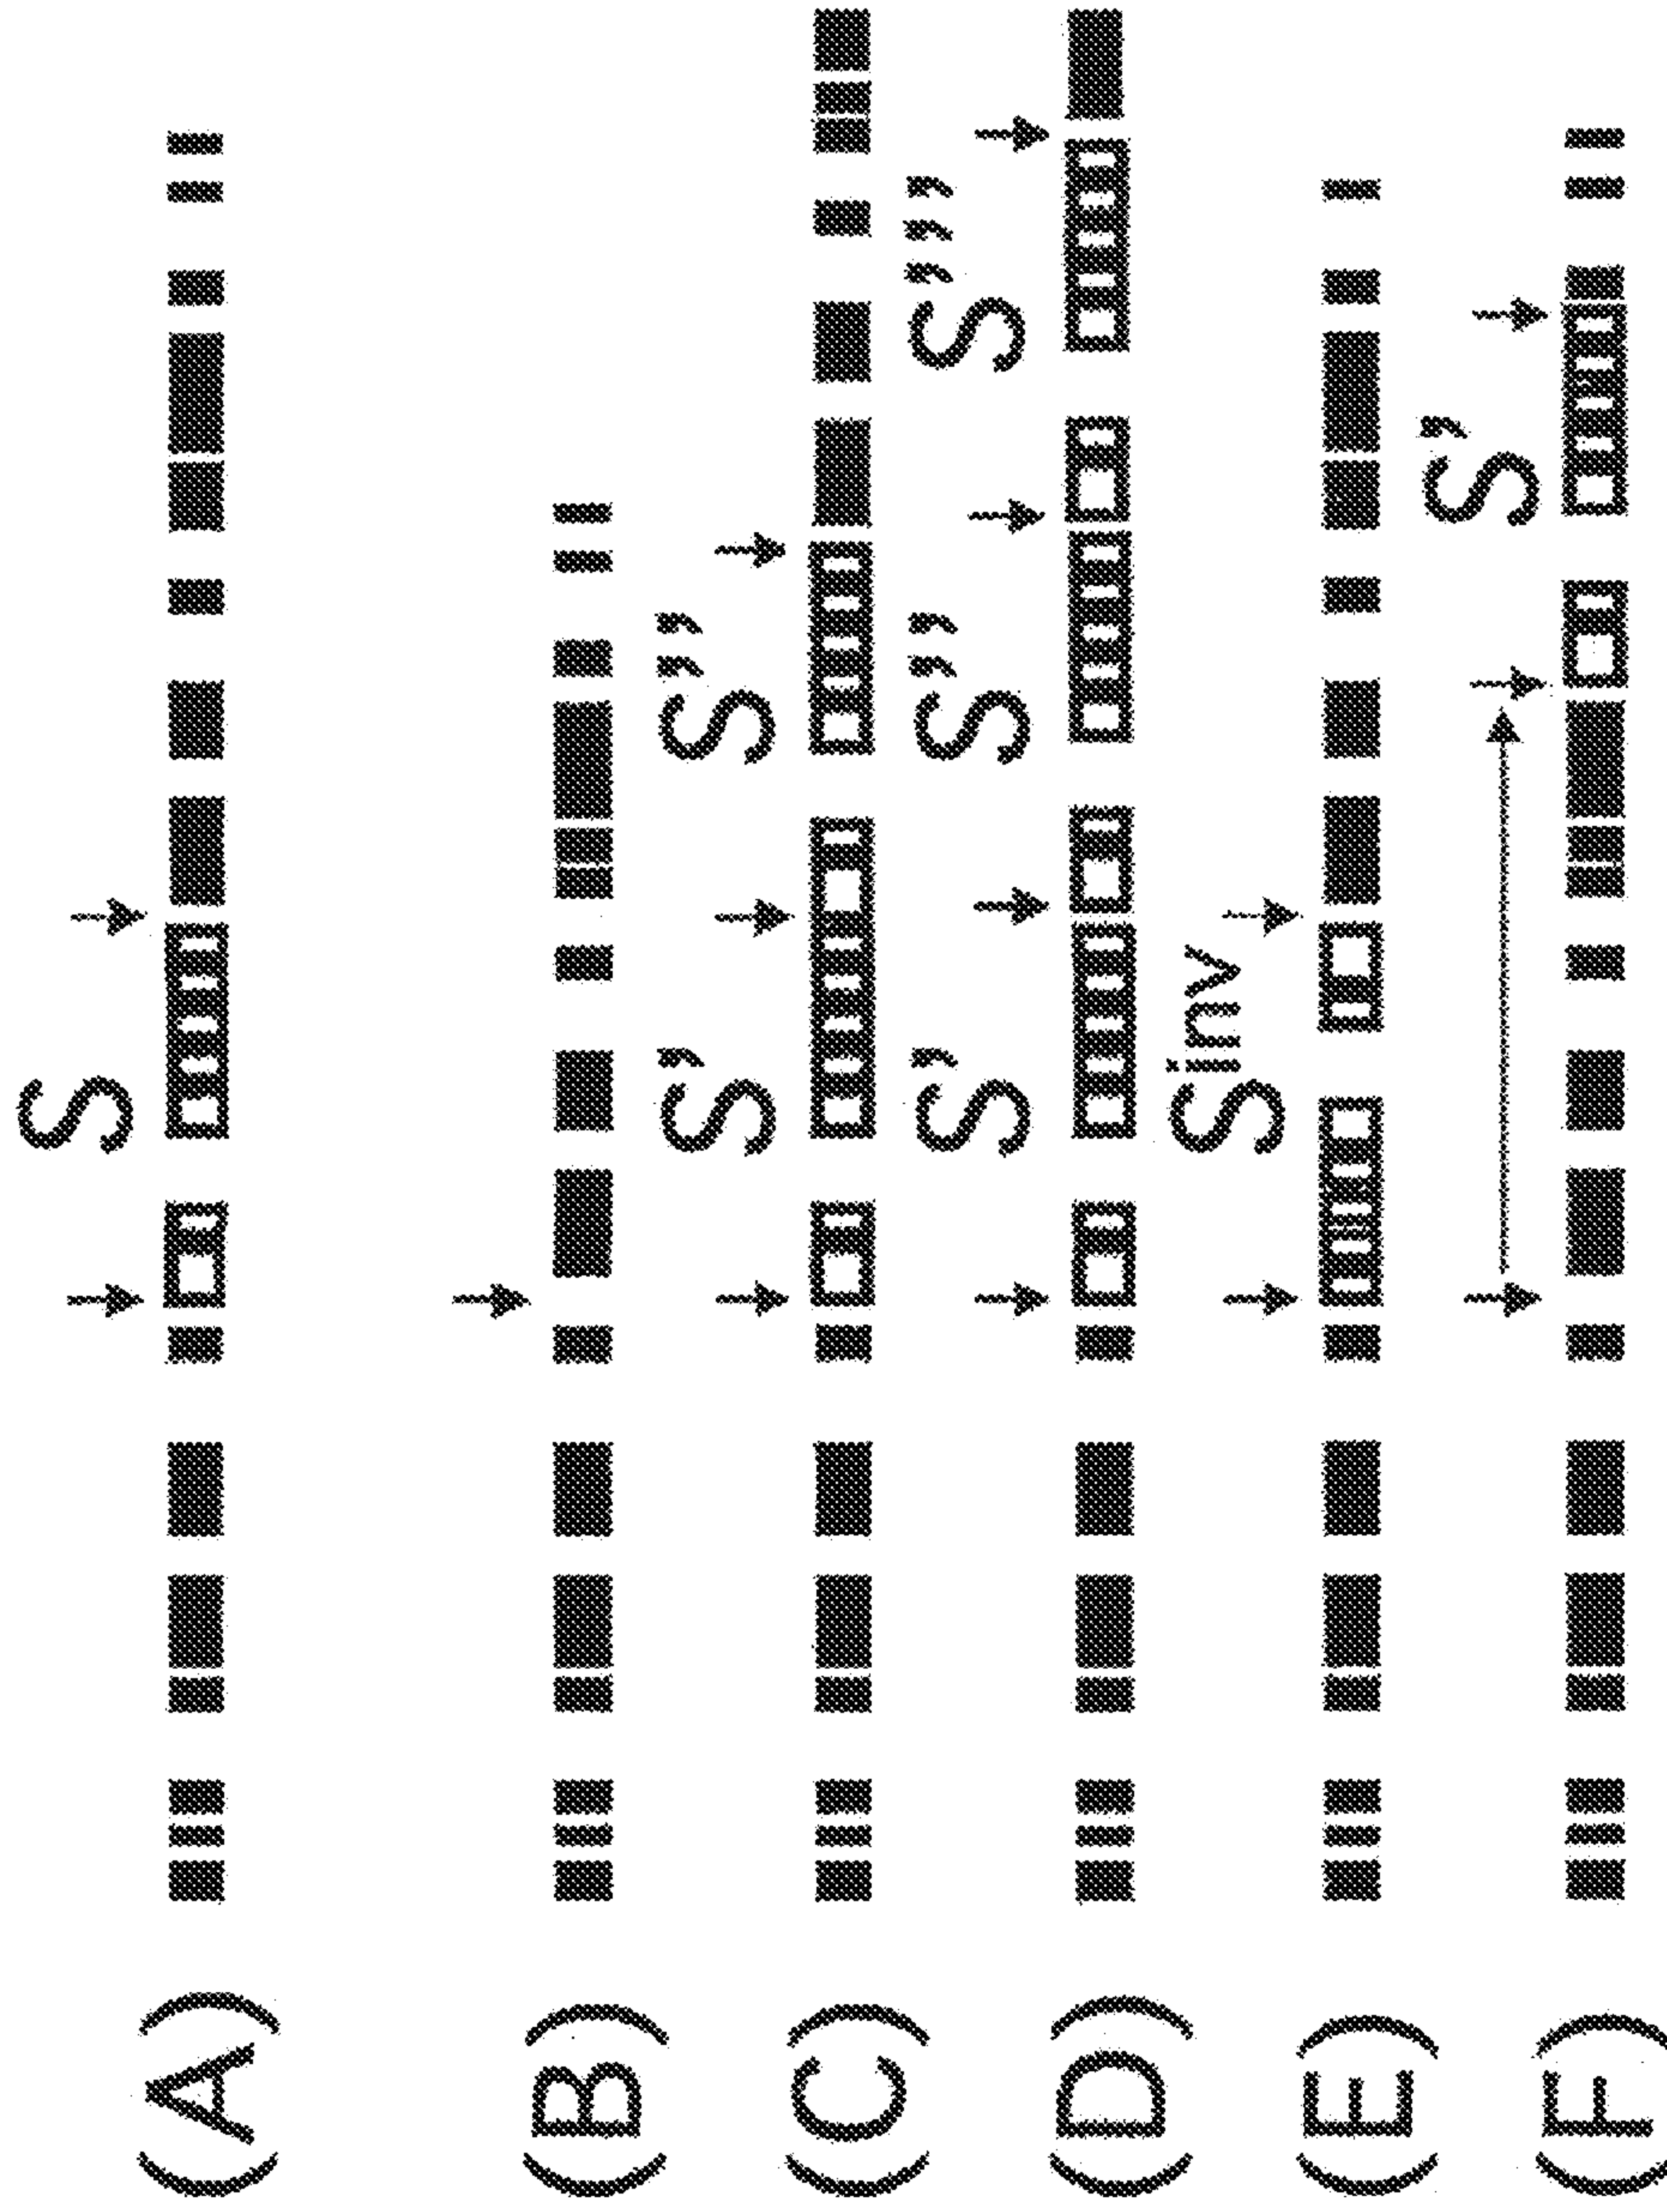 S
(A)
(B)
S’ S’’
(C)
S’ S’’ S’’’
(D)
Sinv
(E)
S’
(F)